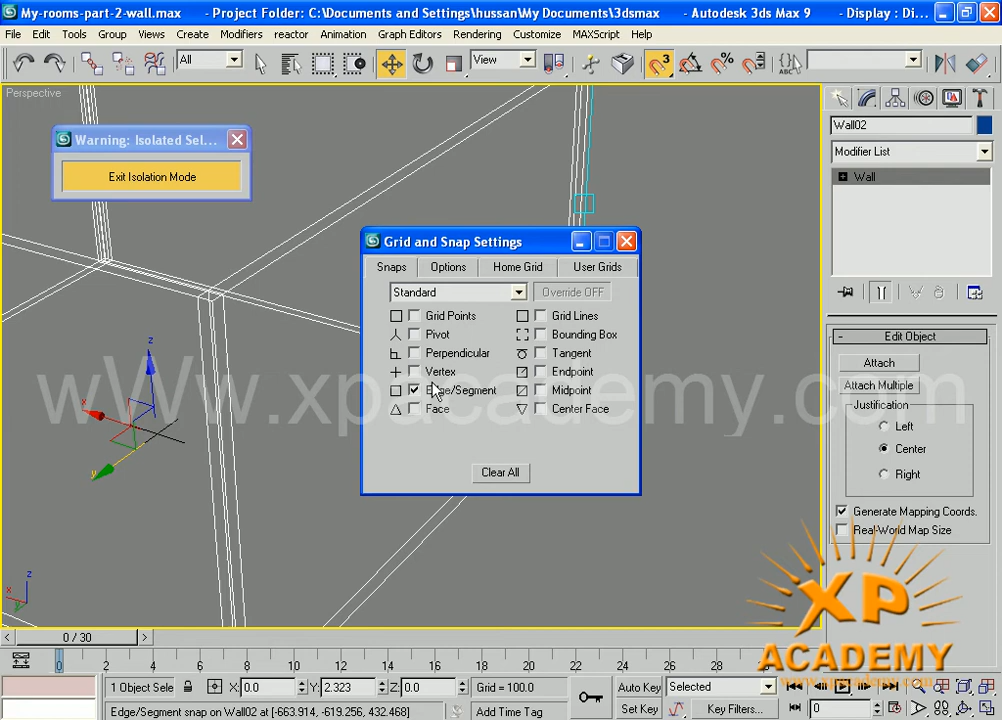 My-rooms-part-2-wall.max - Project Folder: C:\Documents and Settings\hussan\My Documents\3dsmax - Autodesk 3ds Max 9 - Display : Di...
File Edit Tools Group Views Create Modifiers reactor Animation Graph Editors Rendering Customize MAXScript Help
All View 3 ABC
Perspective
Warning: Isolated Sel...
Exit Isolation Mode
Wall02
Modifier List
Wall
Grid and Snap Settings
Snaps Options Home Grid User Grids
Standard Override OFF
Grid Points Grid Lines
Pivot Bounding Box
Perpendicular Tangent
Vertex Endpoint
Edge/Segment Midpoint
Face Center Face
Clear All
Edit Object
Attach
Attach Multiple
Justification
Left
Center
Right
Generate Mapping Coords.
Real-World Map Size
www.xpacademy.com
z
x
y
z
x
y
XP
ACADEMY
www.xpacademy.com
0 / 30
0 2 4 6 8 10 12 14 16 18 20 22 24 26 28 30
1 Object Sele X: 0.0 Y: 2.323 Z: 0.0 Grid = 100.0 Auto Key Selected
Edge/Segment snap on Wall02 at [-663.914, -619.256, 432.468] Add Time Tag Set Key Key Filters... 0